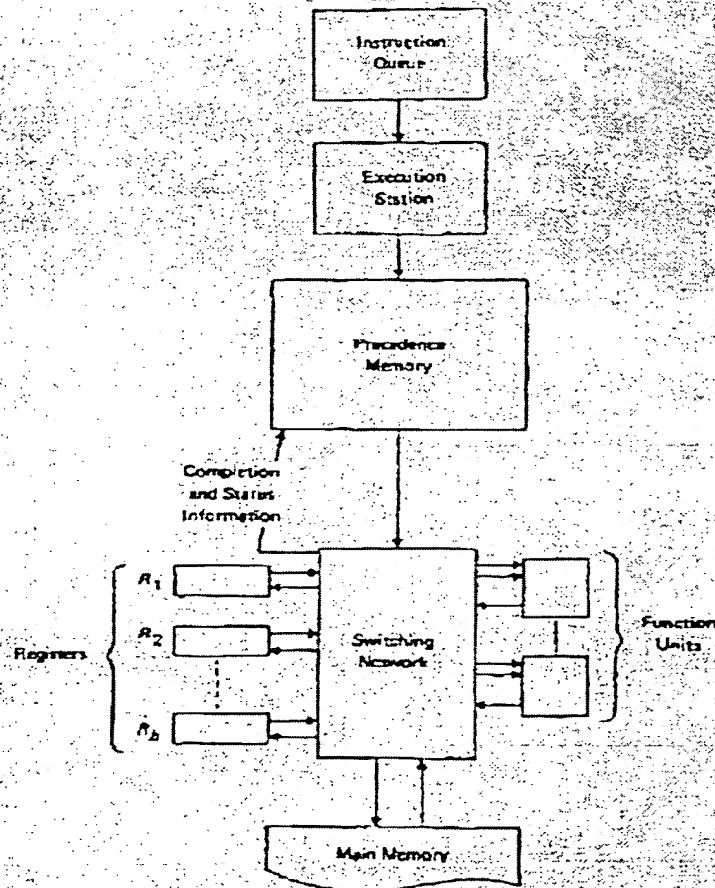 Instruction
Queue
Execution
Station
Precedence
Memory
Completion
and Status
Information
R1
R2
Rb
Registers
Switching
Network
Function
Units
Main Memory